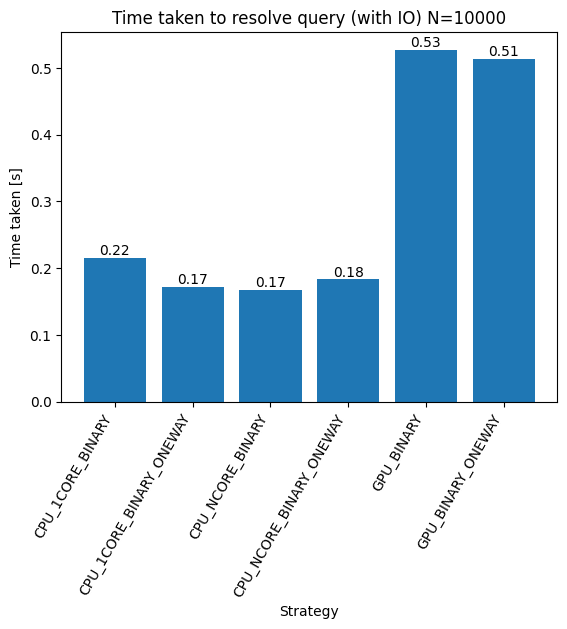 Time taken to resolve query (with IO) N=10000
Time taken [s]
0.5
0.4
0.3
0.2
0.1
0.0
0.22
0.17
0.17
0.18
0.53
0.51
CPU_1CORE_BINARY
CPU_1CORE_BINARY_ONEWAY
CPU_NCORE_BINARY
CPU_NCORE_BINARY_ONEWAY
GPU_BINARY
GPU_BINARY_ONEWAY
Strategy